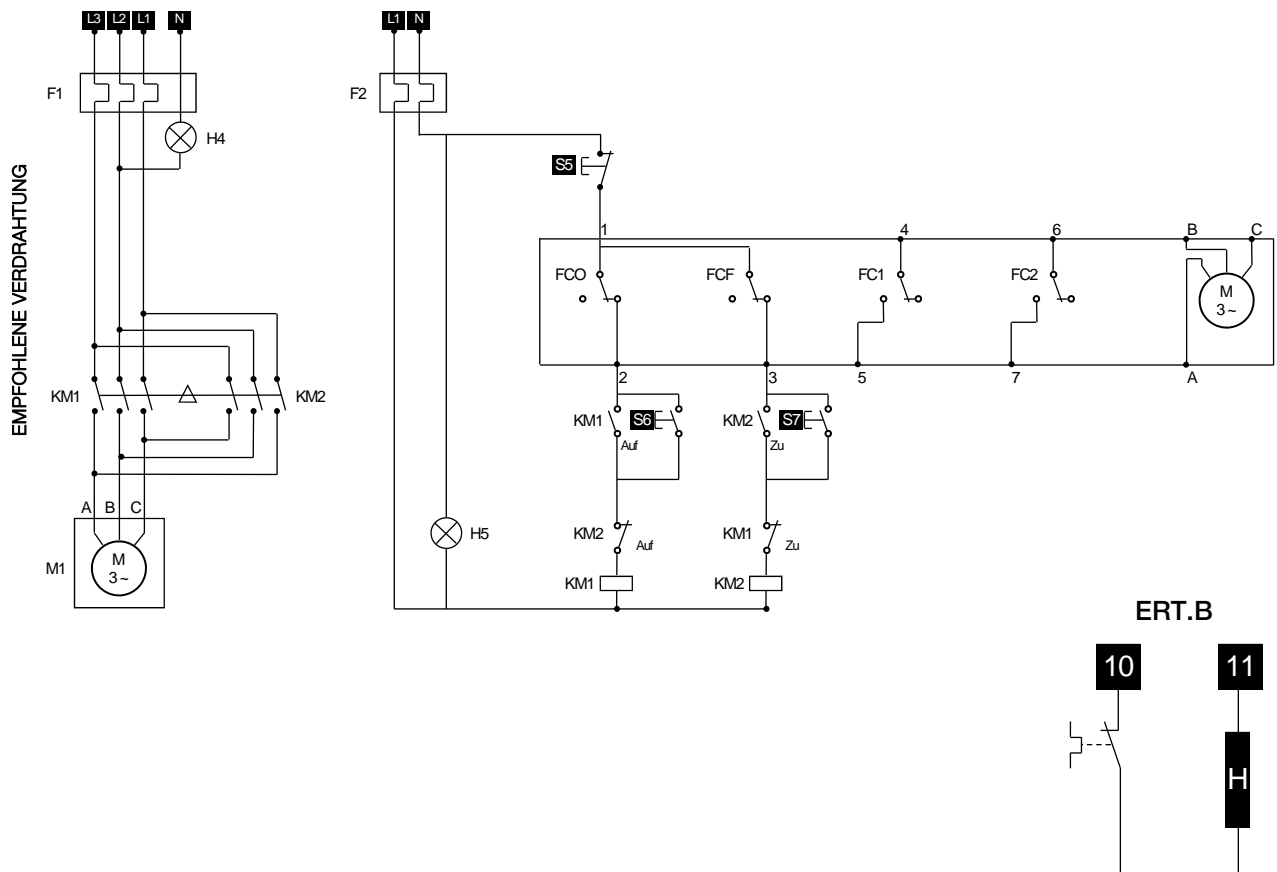 EMPFOHLENE VERDRAHTUNG
L3 L2 L1 N
L1 N
F1
F2
H4
S5
1
4
6
B
C
FCO
FCF
FC1
FC2
M
3~
2
3
5
7
A
KM1
KM2
KM1
S6
KM2
S7
Auf
Zu
A B C
H5
KM2
Auf
KM1
Zu
M1
M
3~
KM1
KM2
ERT.B
10
11
H